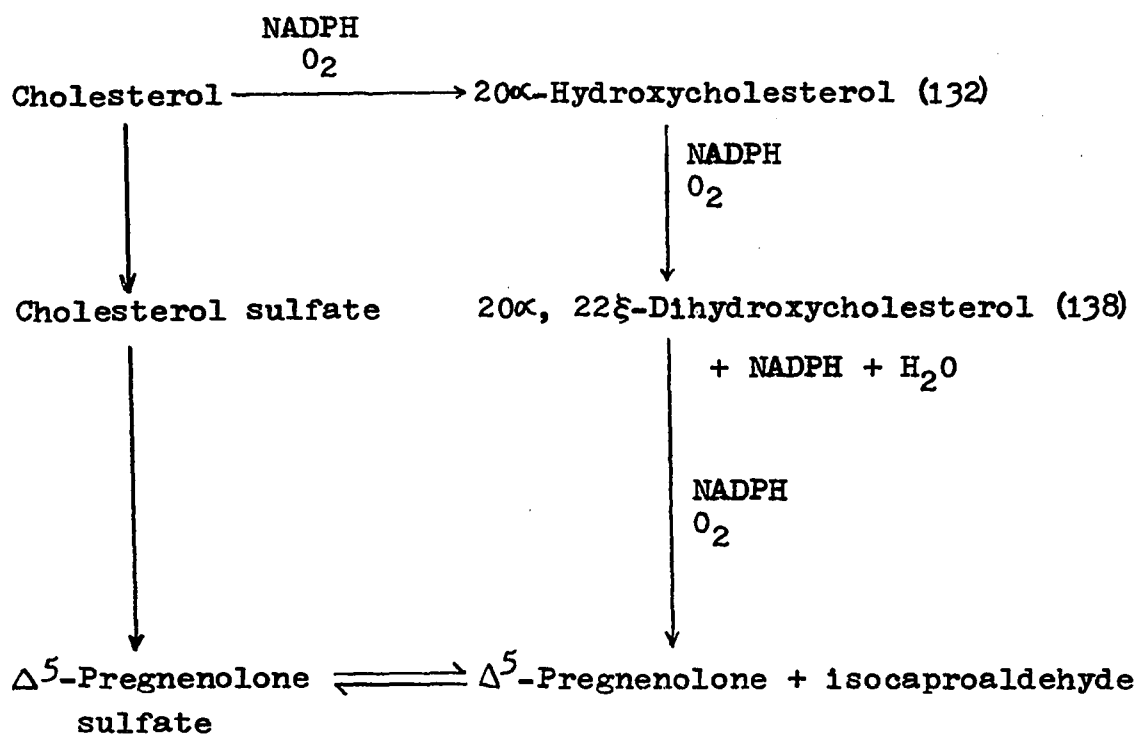 NADPH
O2
Cholesterol 20α-Hydroxycholesterol (132)
NADPH
O2
Cholesterol sulfate 20α, 22ξ-Dihydroxycholesterol (138)
+ NADPH + H2O
NADPH
O2
Δ5-Pregnenolone ⇌ Δ5-Pregnenolone + isocaproaldehyde
sulfate